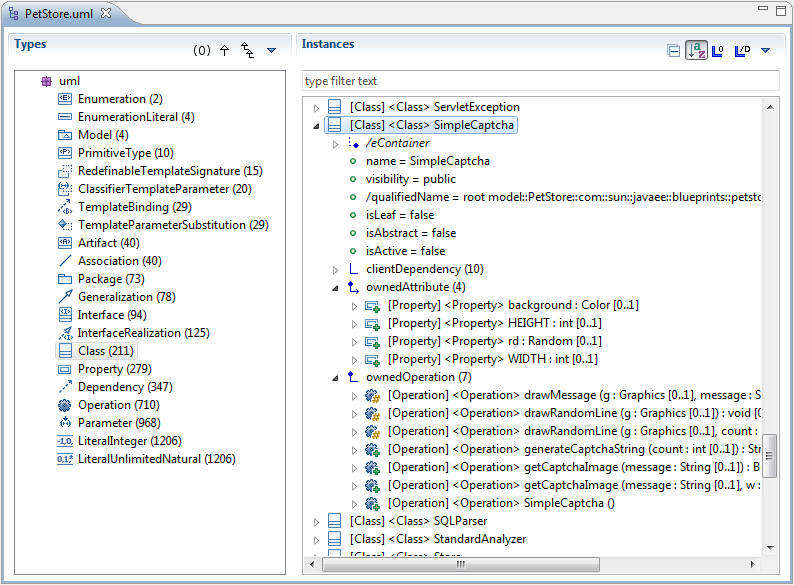 PetStore.uml
Types
(0)
uml
Enumeration (2)
EnumerationLiteral (4)
Model (4)
PrimitiveType (10)
RedefinableTemplateSignature (15)
ClassifierTemplateParameter (20)
TemplateBinding (29)
TemplateParameterSubstitution (29)
Artifact (40)
Association (40)
Package (73)
Generalization (78)
Interface (94)
InterfaceRealization (125)
Class (211)
Property (279)
Dependency (347)
Operation (710)
Parameter (968)
LiteralInteger (1206)
LiteralUnlimitedNatural (1206)
Instances
type filter text
[Class] <Class> ServletException
[Class] <Class> SimpleCaptcha
/eContainer
name = SimpleCaptcha
visibility = public
/qualifiedName = root model::PetStore::com::sun::javaee::blueprints::petsto
isLeaf = false
isAbstract = false
isActive = false
clientDependency (10)
ownedAttribute (4)
[Property] <Property> background : Color [0..1]
[Property] <Property> HEIGHT : int [0..1]
[Property] <Property> rd : Random [0..1]
[Property] <Property> WIDTH : int [0..1]
ownedOperation (7)
[Operation] <Operation> drawMessage (g : Graphics [0..1], message : S
[Operation] <Operation> drawRandomLine (g : Graphics [0..1]) : void [0
[Operation] <Operation> drawRandomLine (g : Graphics [0..1], count :
[Operation] <Operation> generateCaptchaString (count : int [0..1]) : Str
[Operation] <Operation> getCaptchaImage (message : String [0..1]) : B
[Operation] <Operation> getCaptchaImage (message : String [0..1], w :
[Operation] <Operation> SimpleCaptcha ()
[Class] <Class> SQLParser
[Class] <Class> StandardAnalyzer
[Class] <Class> Store